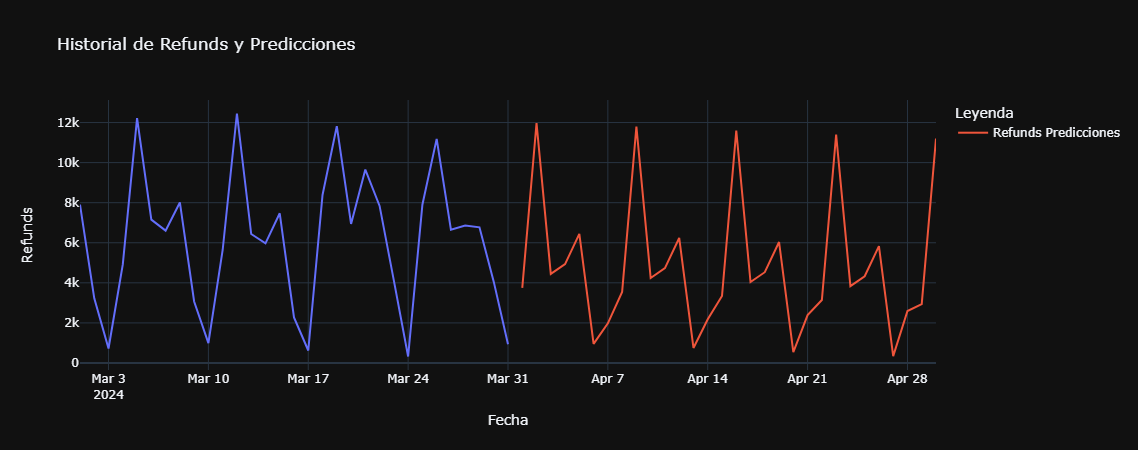 Historial de Refunds y Predicciones
Leyenda
Refunds Predicciones
Refunds
12k
10k
8k
6k
4k
2k
0
Mar 3
2024
Mar 10
Mar 17
Mar 24
Mar 31
Apr 7
Apr 14
Apr 21
Apr 28
Fecha